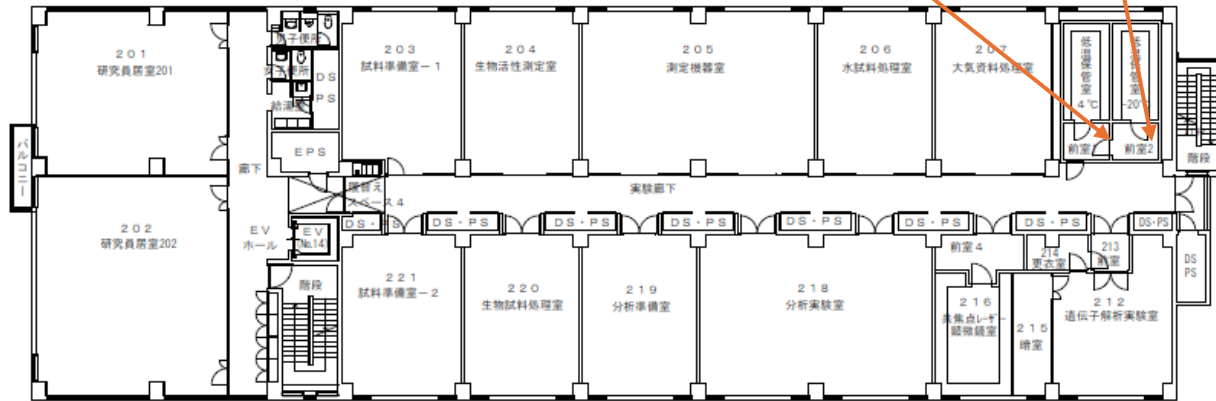 201
研究員居室201
男子便所
女子便所
DS
PS
給湯室
EPS
203
試料準備室－1
204
生物活性測定室
205
測定機器室
206
水試料処理室
207
大気資料処理室
低温保管室
4℃
低温保管室
-20℃
前室1
前室2
階段
バルコニー
廊下
履替え
スペース4
実験廊下
202
研究員居室202
EV
ホール
EV
(No.14)
階段
DS・PS
DS・PS
DS・PS
DS・PS
DS・PS
DS・PS
DS・PS
DS・PS
DS
PS
221
試料準備室－2
220
生物試料処理室
219
分析準備室
218
分析実験室
前室4
216
共焦点レーザー
顕微鏡室
214
更衣室
213
前室
215
暗室
212
遺伝子解析実験室